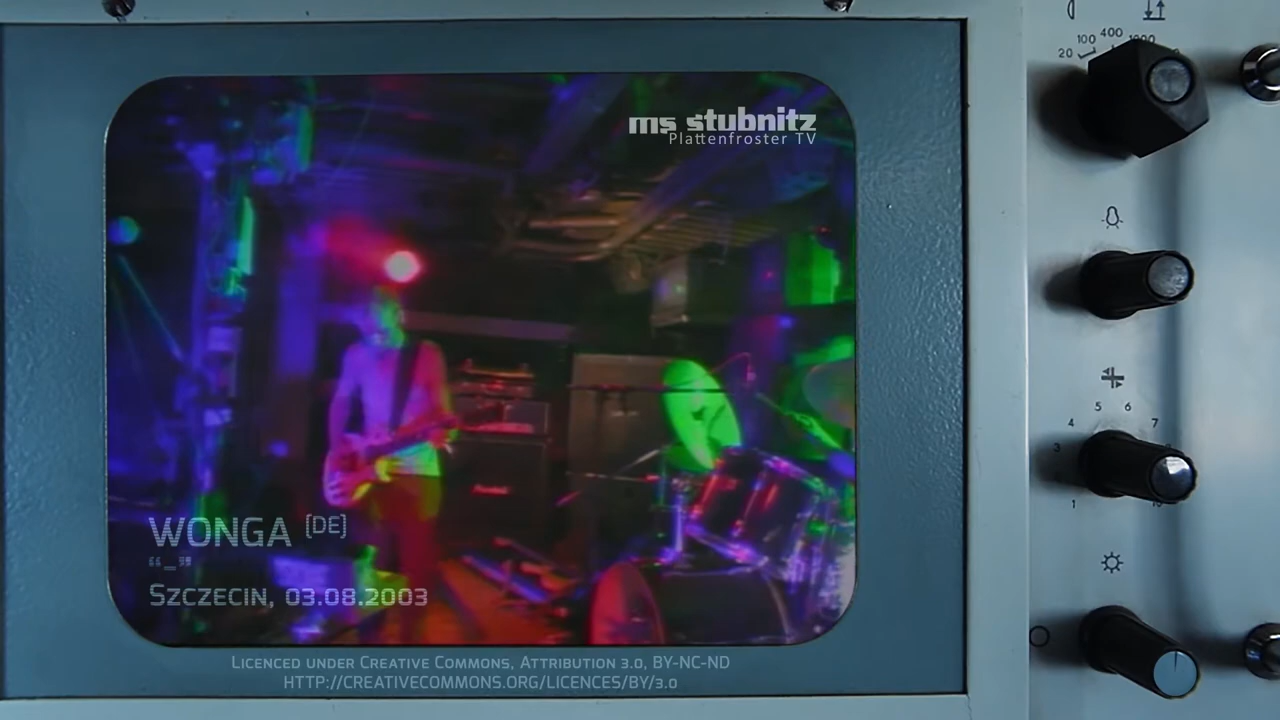 ms stubnitz
Plattenfroster TV
20 100 400 1000
WONGA [DE]
"_"
SZCZECIN, 03.08.2003
LICENCED UNDER CREATIVE COMMONS, ATTRIBUTION 3.0, BY-NC-ND
HTTP://CREATIVECOMMONS.ORG/LICENCES/BY/3.0
5 6
4 7
3
1 10